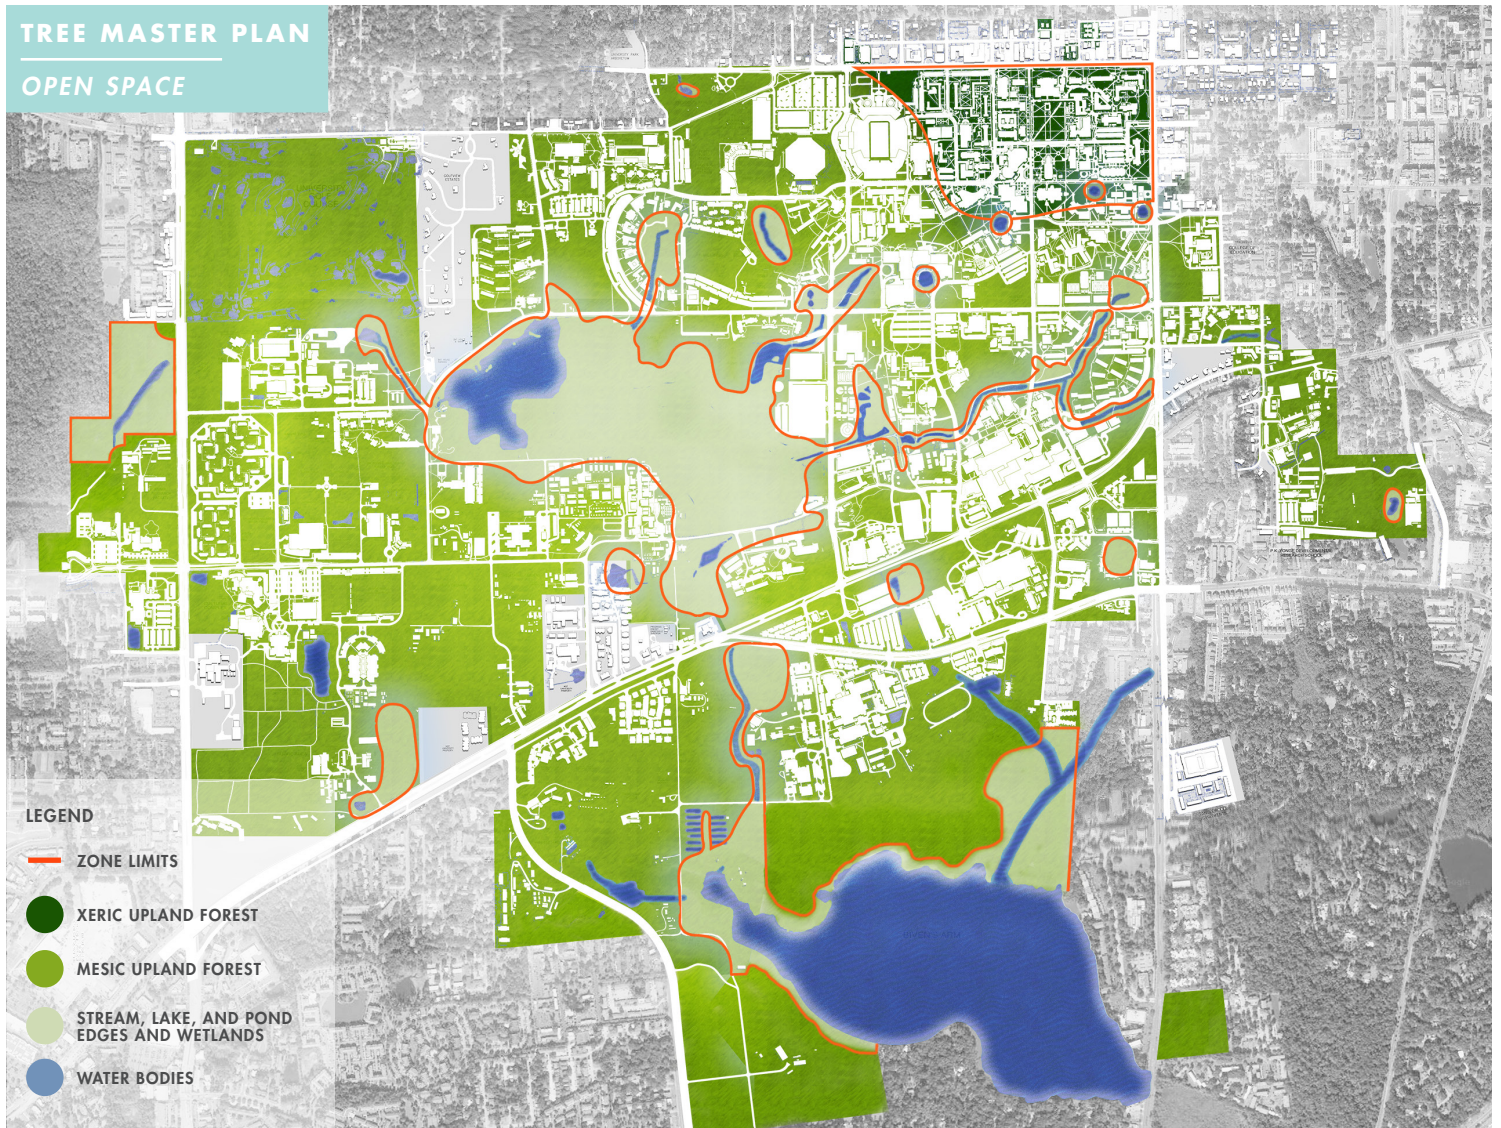 TREE MASTER PLAN
OPEN SPACE
LEGEND
ZONE LIMITS
XERIC UPLAND FOREST
MESIC UPLAND FOREST
STREAM, LAKE, AND POND
EDGES AND WETLANDS
WATER BODIES